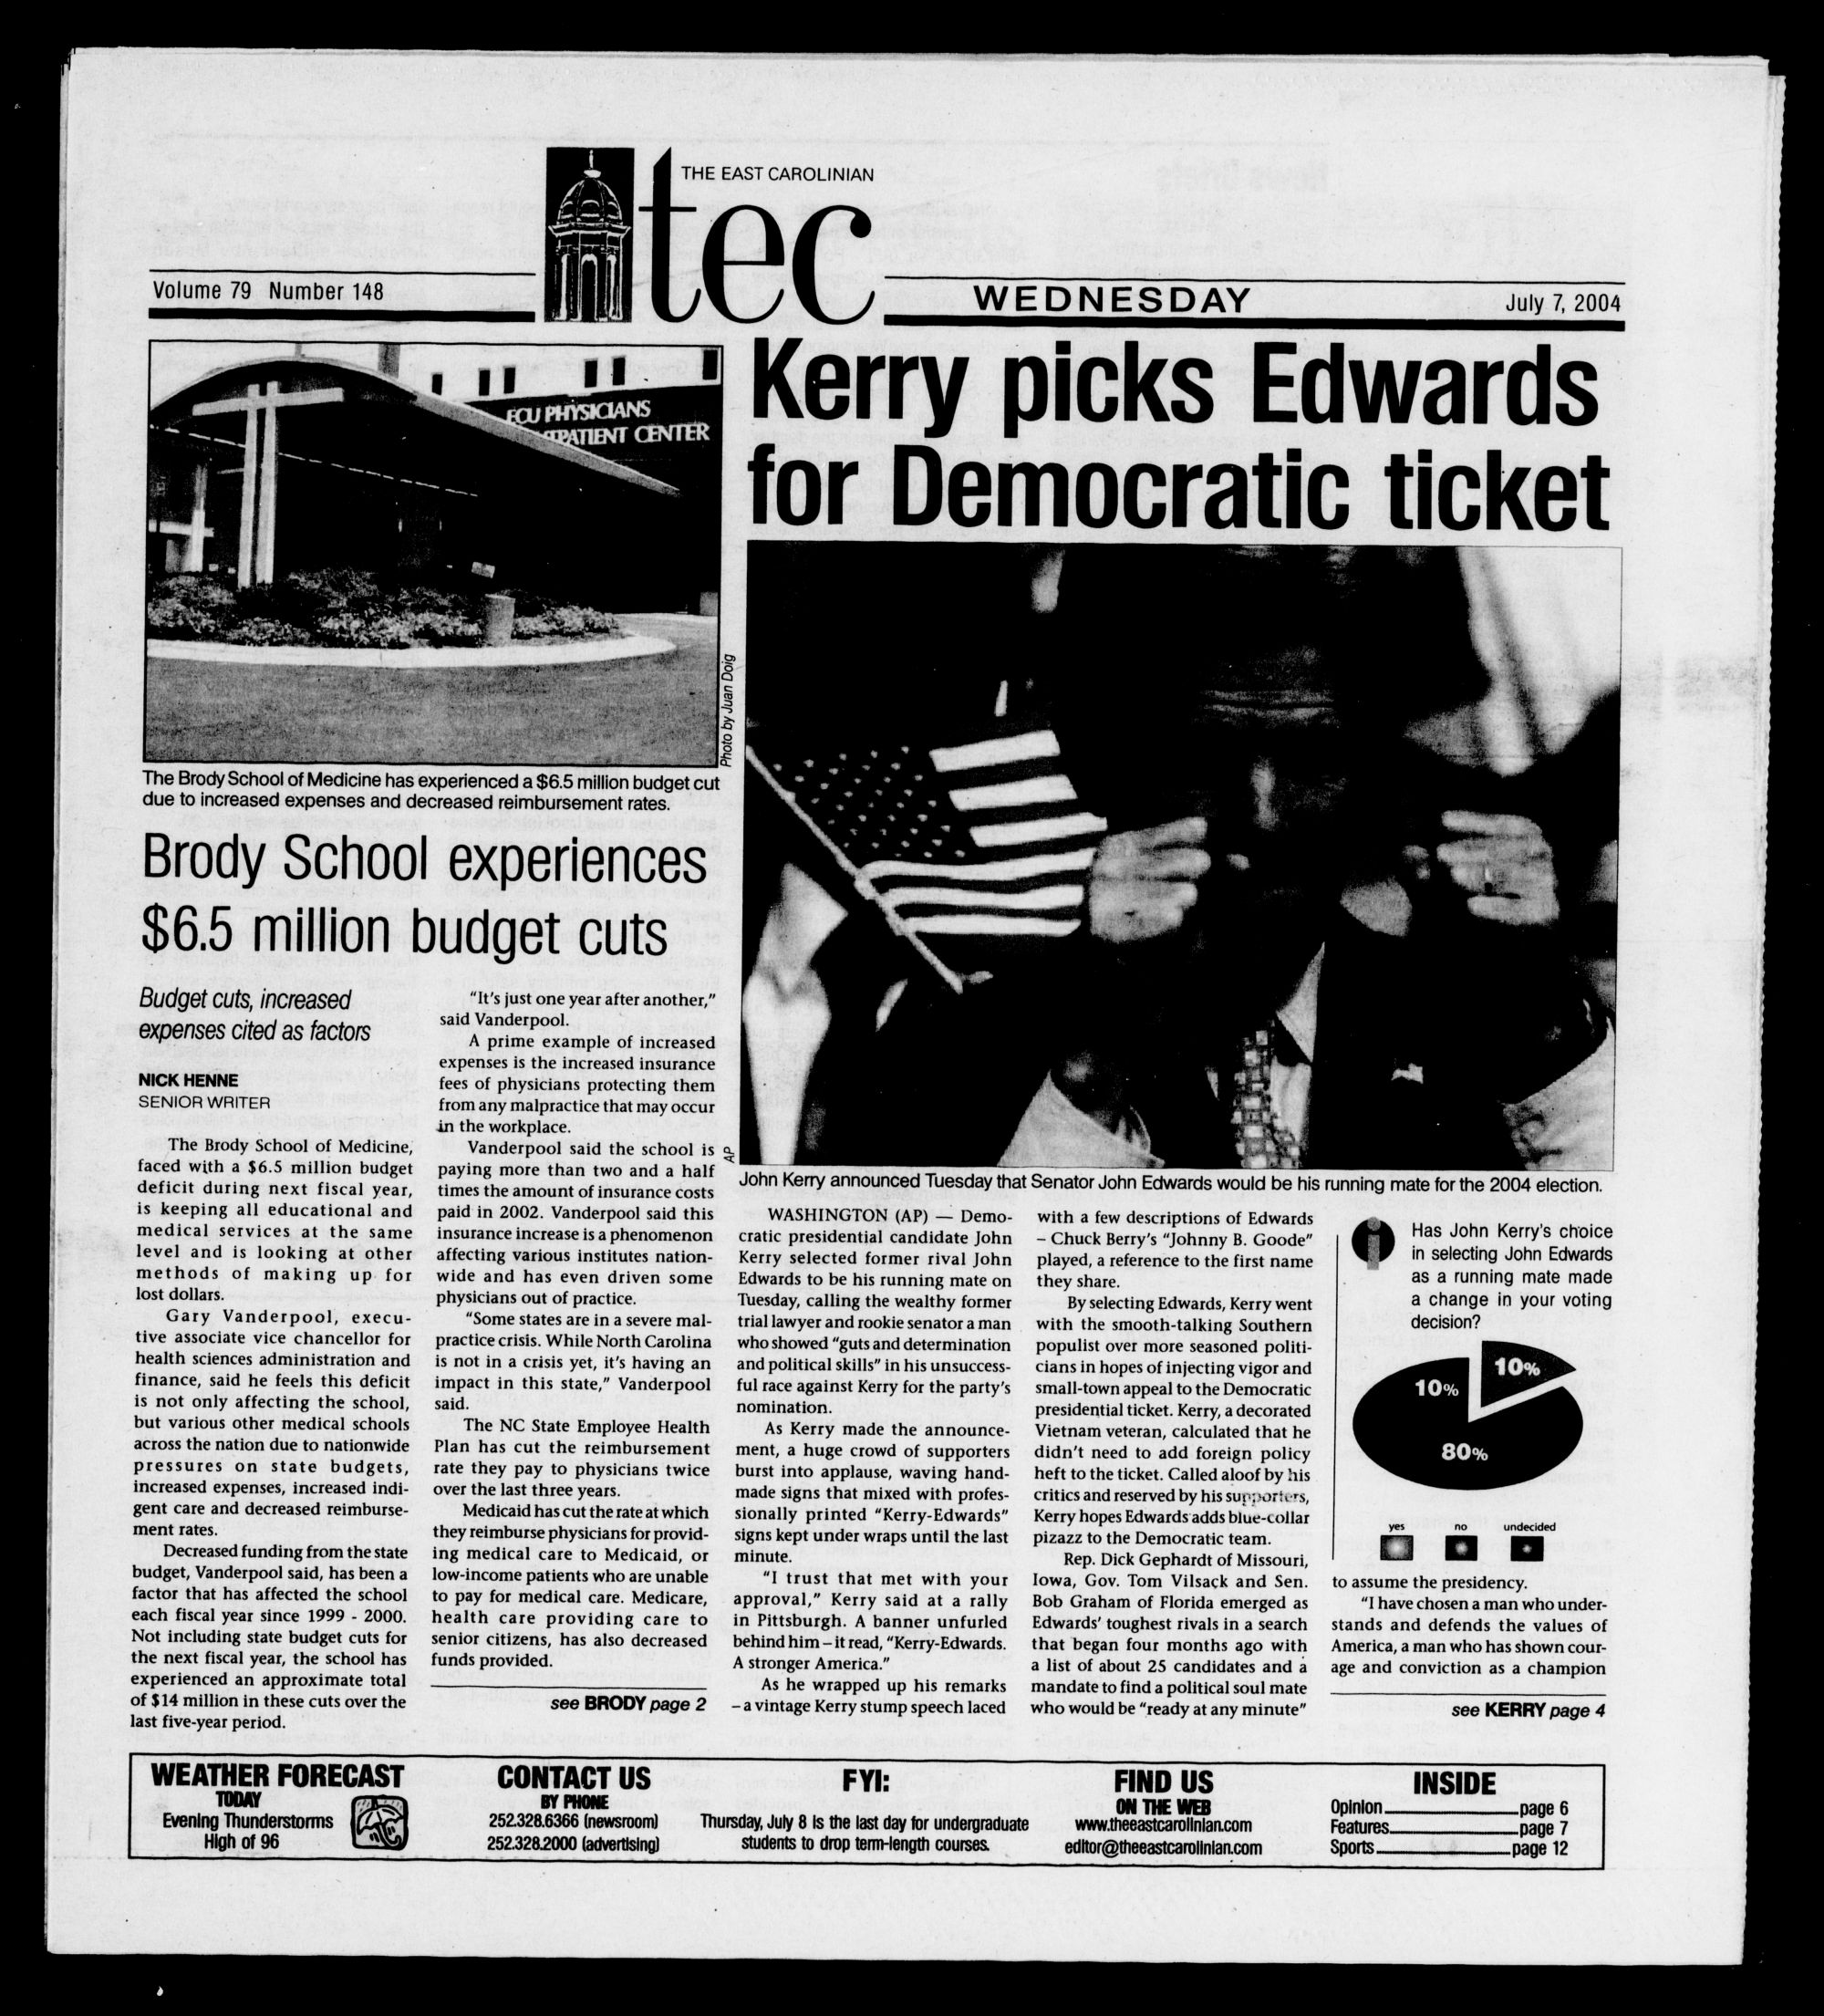 THE EAST CAROLINIAN
tec
Volume 79 Number 148
WEDNESDAY
July 7, 2004
ECU PHYSICIANS
OUTPATIENT CENTER
Photo by Juan Doig
The Brody School of Medicine has experienced a $6.5 million budget cut
due to increased expenses and decreased reimbursement rates.
Brody School experiences
$6.5 million budget cuts
Budget cuts, increased
expenses cited as factors
NICK HENNE
SENIOR WRITER
The Brody School of Medicine,
faced with a $6.5 million budget
deficit during next fiscal year,
is keeping all educational and
medical services at the same
level and is looking at other
methods of making up for
lost dollars.
Gary Vanderpool, execu-
tive associate vice chancellor for
health sciences administration and
finance, said he feels this deficit
is not only affecting the school,
but various other medical schools
across the nation due to nationwide
pressures on state budgets,
increased expenses, increased indi-
gent care and decreased reimburse-
ment rates.
Decreased funding from the state
budget, Vanderpool said, has been a
factor that has affected the school
each fiscal year since 1999 - 2000.
Not including state budget cuts for
the next fiscal year, the school has
experienced an approximate total
of $14 million in these cuts over the
last five-year period.
"It's just one year after another,"
said Vanderpool.
A prime example of increased
expenses is the increased insurance
fees of physicians protecting them
from any malpractice that may occur
in the workplace.
Vanderpool said the school is
paying more than two and a half
times the amount of insurance costs
paid in 2002. Vanderpool said this
insurance increase is a phenomenon
affecting various institutes nation-
wide and has even driven some
physicians out of practice.
"Some states are in a severe mal-
practice crisis. While North Carolina
is not in a crisis yet, it's having an
impact in this state," Vanderpool
said.
The NC State Employee Health
Plan has cut the reimbursement
rate they pay to physicians twice
over the last three years.
Medicaid has cut the rate at which
they reimburse physicians for provid-
ing medical care to Medicaid, or
low-income patients who are unable
to pay for medical care. Medicare,
health care providing care to
senior citizens, has also decreased
funds provided.
see BRODY page 2
Kerry picks Edwards
for Democratic ticket
AP
John Kerry announced Tuesday that Senator John Edwards would be his running mate for the 2004 election.
WASHINGTON (AP) — Demo-
cratic presidential candidate John
Kerry selected former rival John
Edwards to be his running mate on
Tuesday, calling the wealthy former
trial lawyer and rookie senator a man
who showed "guts and determination
and political skills" in his unsuccess-
ful race against Kerry for the party's
nomination.
As Kerry made the announce-
ment, a huge crowd of supporters
burst into applause, waving hand-
made signs that mixed with profes-
sionally printed "Kerry-Edwards"
signs kept under wraps until the last
minute.
"I trust that met with your
approval," Kerry said at a rally
in Pittsburgh. A banner unfurled
behind him – it read, "Kerry-Edwards.
A stronger America."
As he wrapped up his remarks
– a vintage Kerry stump speech laced
with a few descriptions of Edwards
– Chuck Berry's "Johnny B. Goode"
played, a reference to the first name
they share.
By selecting Edwards, Kerry went
with the smooth-talking Southern
populist over more seasoned politi-
cians in hopes of injecting vigor and
small-town appeal to the Democratic
presidential ticket. Kerry, a decorated
Vietnam veteran, calculated that he
didn't need to add foreign policy
heft to the ticket. Called aloof by his
critics and reserved by his supporters,
Kerry hopes Edwards adds blue-collar
pizazz to the Democratic team.
Rep. Dick Gephardt of Missouri,
Iowa, Gov. Tom Vilsack and Sen.
Bob Graham of Florida emerged as
Edwards' toughest rivals in a search
that began four months ago with
a list of about 25 candidates and a
mandate to find a political soul mate
who would be "ready at any minute"
i
Has John Kerry's choice
in selecting John Edwards
as a running mate made
a change in your voting
decision?
10%
10%
80%
yes no undecided
to assume the presidency.
"I have chosen a man who under-
stands and defends the values of
America, a man who has shown cour-
age and conviction as a champion
see KERRY page 4
WEATHER FORECAST
TODAY
Evening Thunderstorms
High of 96
CONTACT US
BY PHONE
252.328.6366 (newsroom)
252.328.2000 (advertising)
FYI:
Thursday, July 8 is the last day for undergraduate
students to drop term-length courses.
FIND US
ON THE WEB
www.theeastcarolinian.com
editor@theeastcarolinian.com
INSIDE
Opinion page 6
Features page 7
Sports page 12